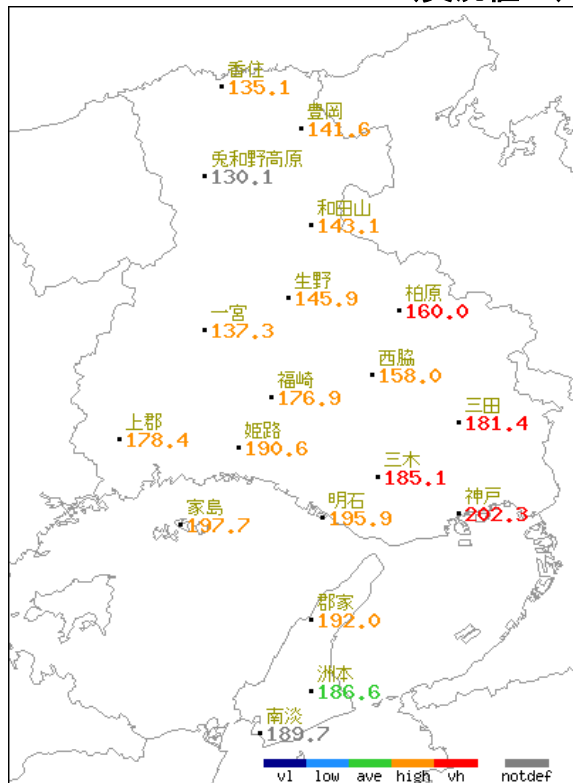 香住
135.1
豊岡
141.6
兎和野高原
130.1
和田山
143.1
生野
145.9
柏原
160.0
一宮
137.3
西脇
158.0
福崎
176.9
三田
181.4
上郡
178.4
姫路
190.6
三木
185.1
家島
197.7
明石
195.9
神戸
202.3
郡家
192.0
洲本
186.6
南淡
189.7
vl low ave high vh notdef